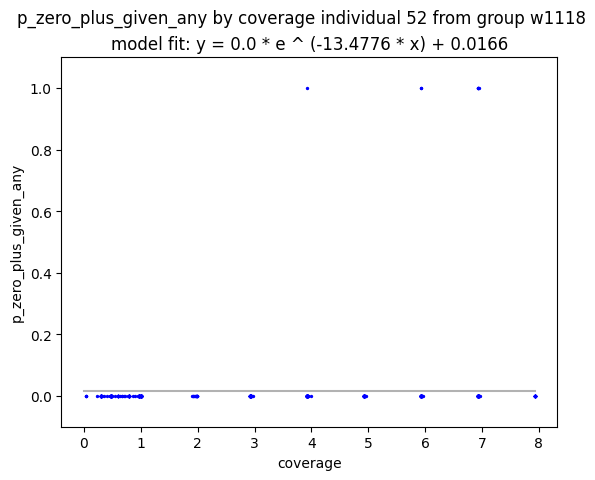 p_zero_plus_given_any by coverage individual 52 from group w1118
model fit: y = 0.0 * e ^ (-13.4776 * x) + 0.0166
1.0
0.8
0.6
0.4
0.2
0.0
p_zero_plus_given_any
0 1 2 3 4 5 6 7 8
coverage